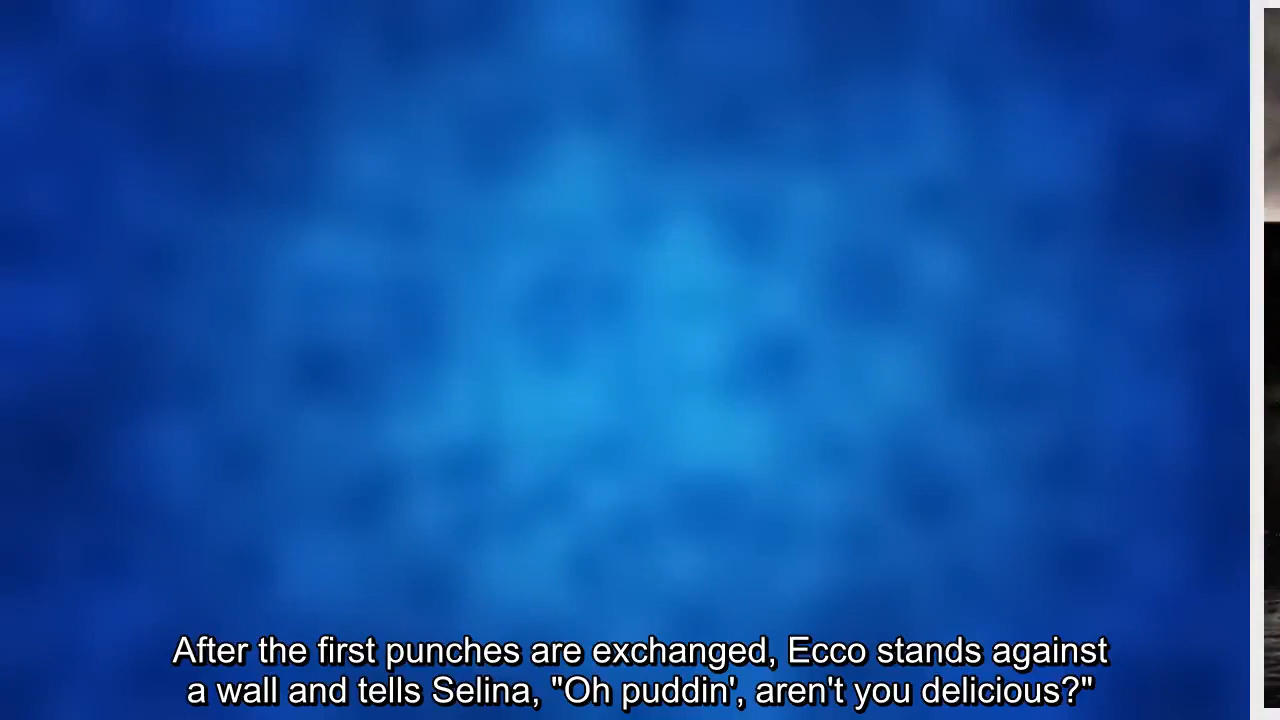 After the first punches are exchanged, Ecco stands against
a wall and tells Selina, "Oh puddin', aren't you delicious?"